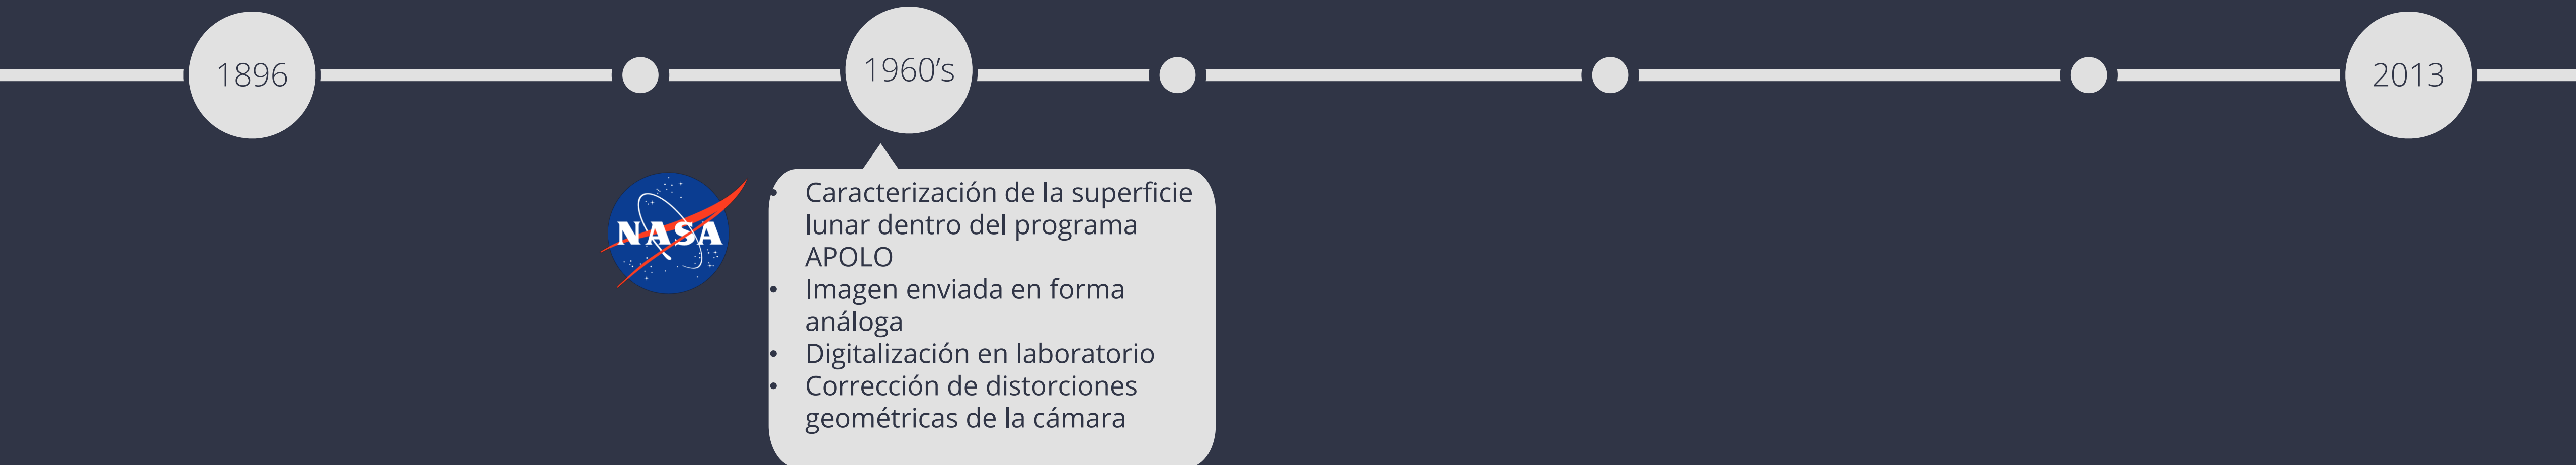 1896
1960’s
2013
NASA
• Caracterización de la superficie
lunar dentro del programa
APOLO
• Imagen enviada en forma
análoga
• Digitalización en laboratorio
• Corrección de distorciones
geométricas de la cámara